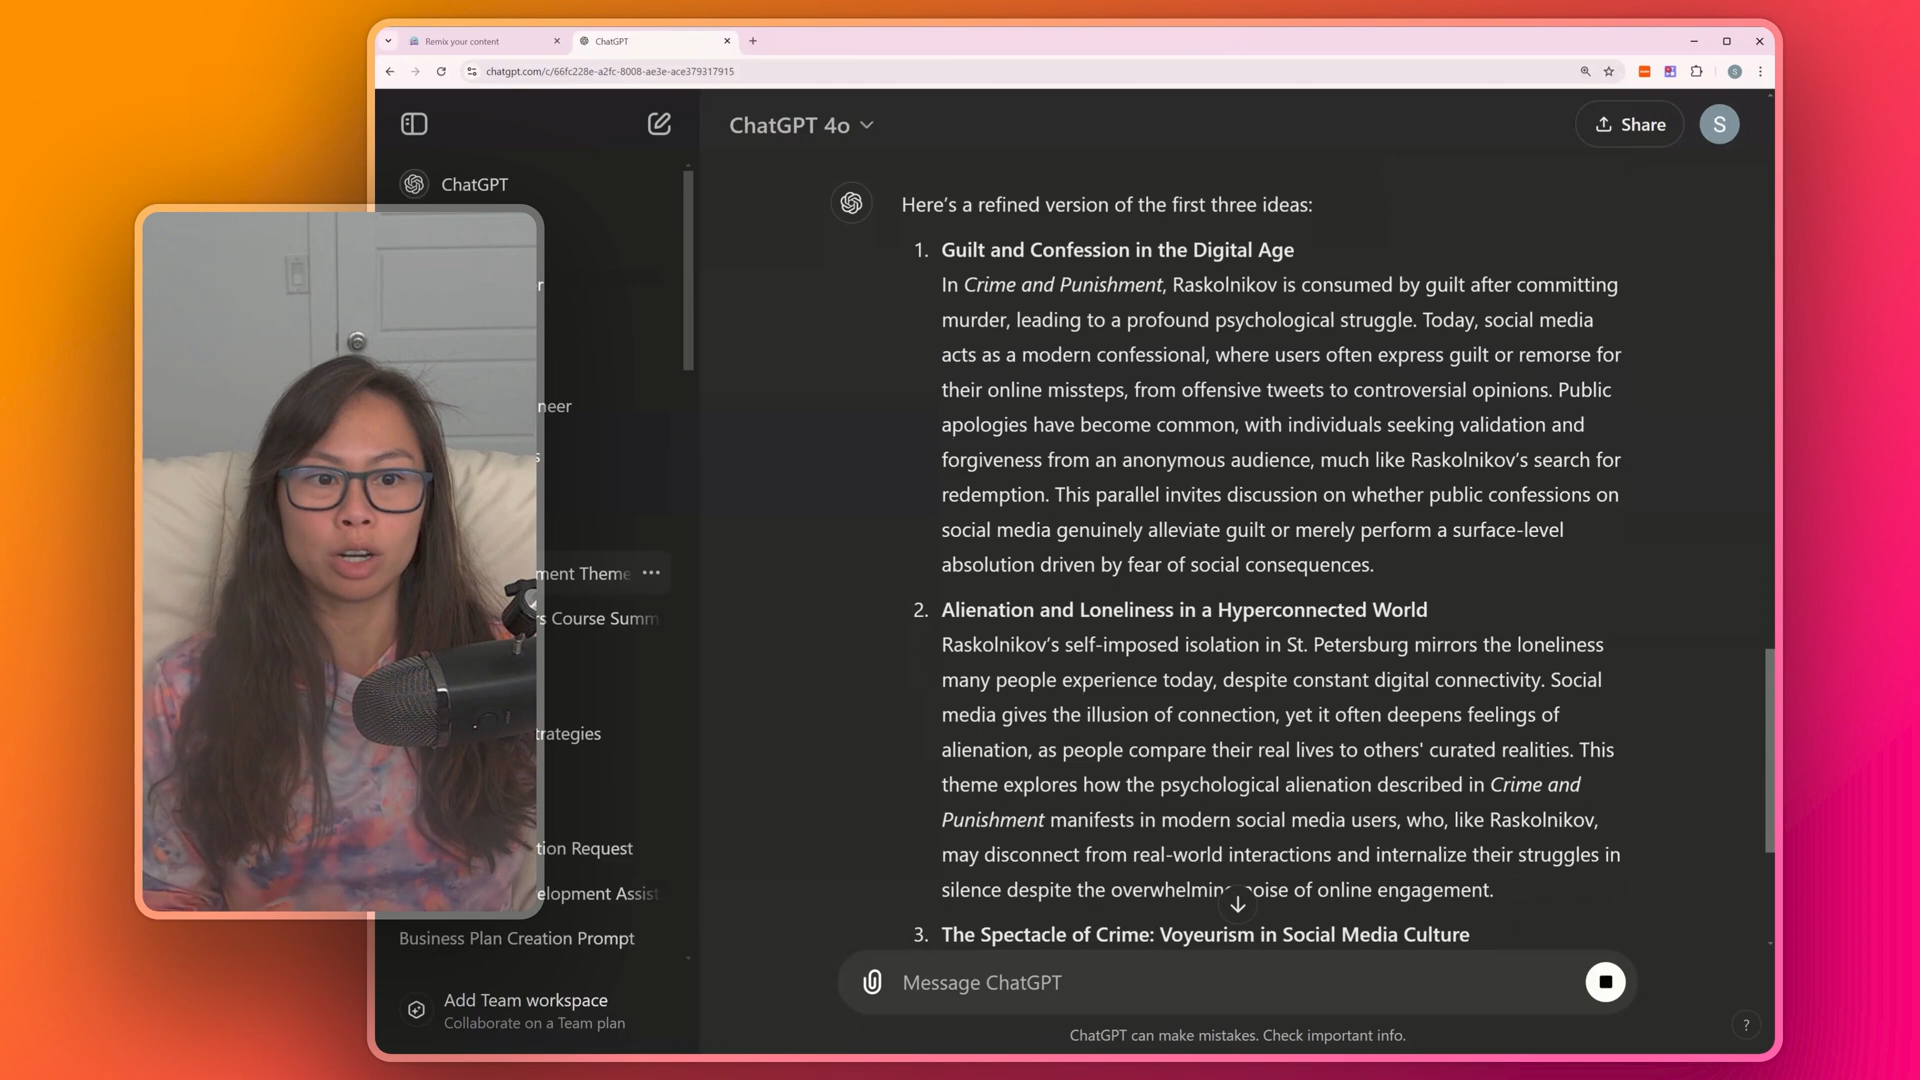 Remix your content
ChatGPT
chatgpt.com/c/66fc228e-a2fc-8008-ae3e-ace379317915
S
ChatGPT 4o
Share
S
ChatGPT
r
neer
s
ment Theme
s Course Summ
trategies
tion Request
elopment Assist
Business Plan Creation Prompt
Add Team workspace
Collaborate on a Team plan
Here’s a refined version of the first three ideas:
1. Guilt and Confession in the Digital Age
In Crime and Punishment, Raskolnikov is consumed by guilt after committing
murder, leading to a profound psychological struggle. Today, social media
acts as a modern confessional, where users often express guilt or remorse for
their online missteps, from offensive tweets to controversial opinions. Public
apologies have become common, with individuals seeking validation and
forgiveness from an anonymous audience, much like Raskolnikov’s search for
redemption. This parallel invites discussion on whether public confessions on
social media genuinely alleviate guilt or merely perform a surface-level
absolution driven by fear of social consequences.
2. Alienation and Loneliness in a Hyperconnected World
Raskolnikov’s self-imposed isolation in St. Petersburg mirrors the loneliness
many people experience today, despite constant digital connectivity. Social
media gives the illusion of connection, yet it often deepens feelings of
alienation, as people compare their real lives to others' curated realities. This
theme explores how the psychological alienation described in Crime and
Punishment manifests in modern social media users, who, like Raskolnikov,
may disconnect from real-world interactions and internalize their struggles in
silence despite the overwhelming noise of online engagement.
3. The Spectacle of Crime: Voyeurism in Social Media Culture
Message ChatGPT
ChatGPT can make mistakes. Check important info.
?